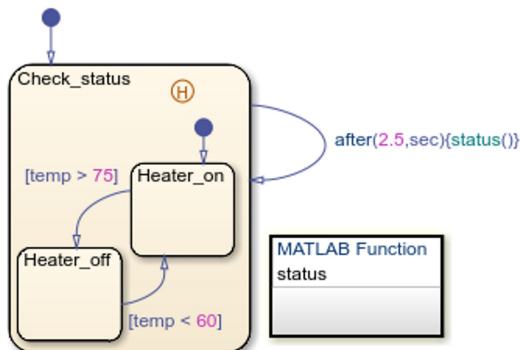 Check_status
H
after(2.5,sec){status()}
[temp > 75]
Heater_on
Heater_off
[temp < 60]
MATLAB Function
status